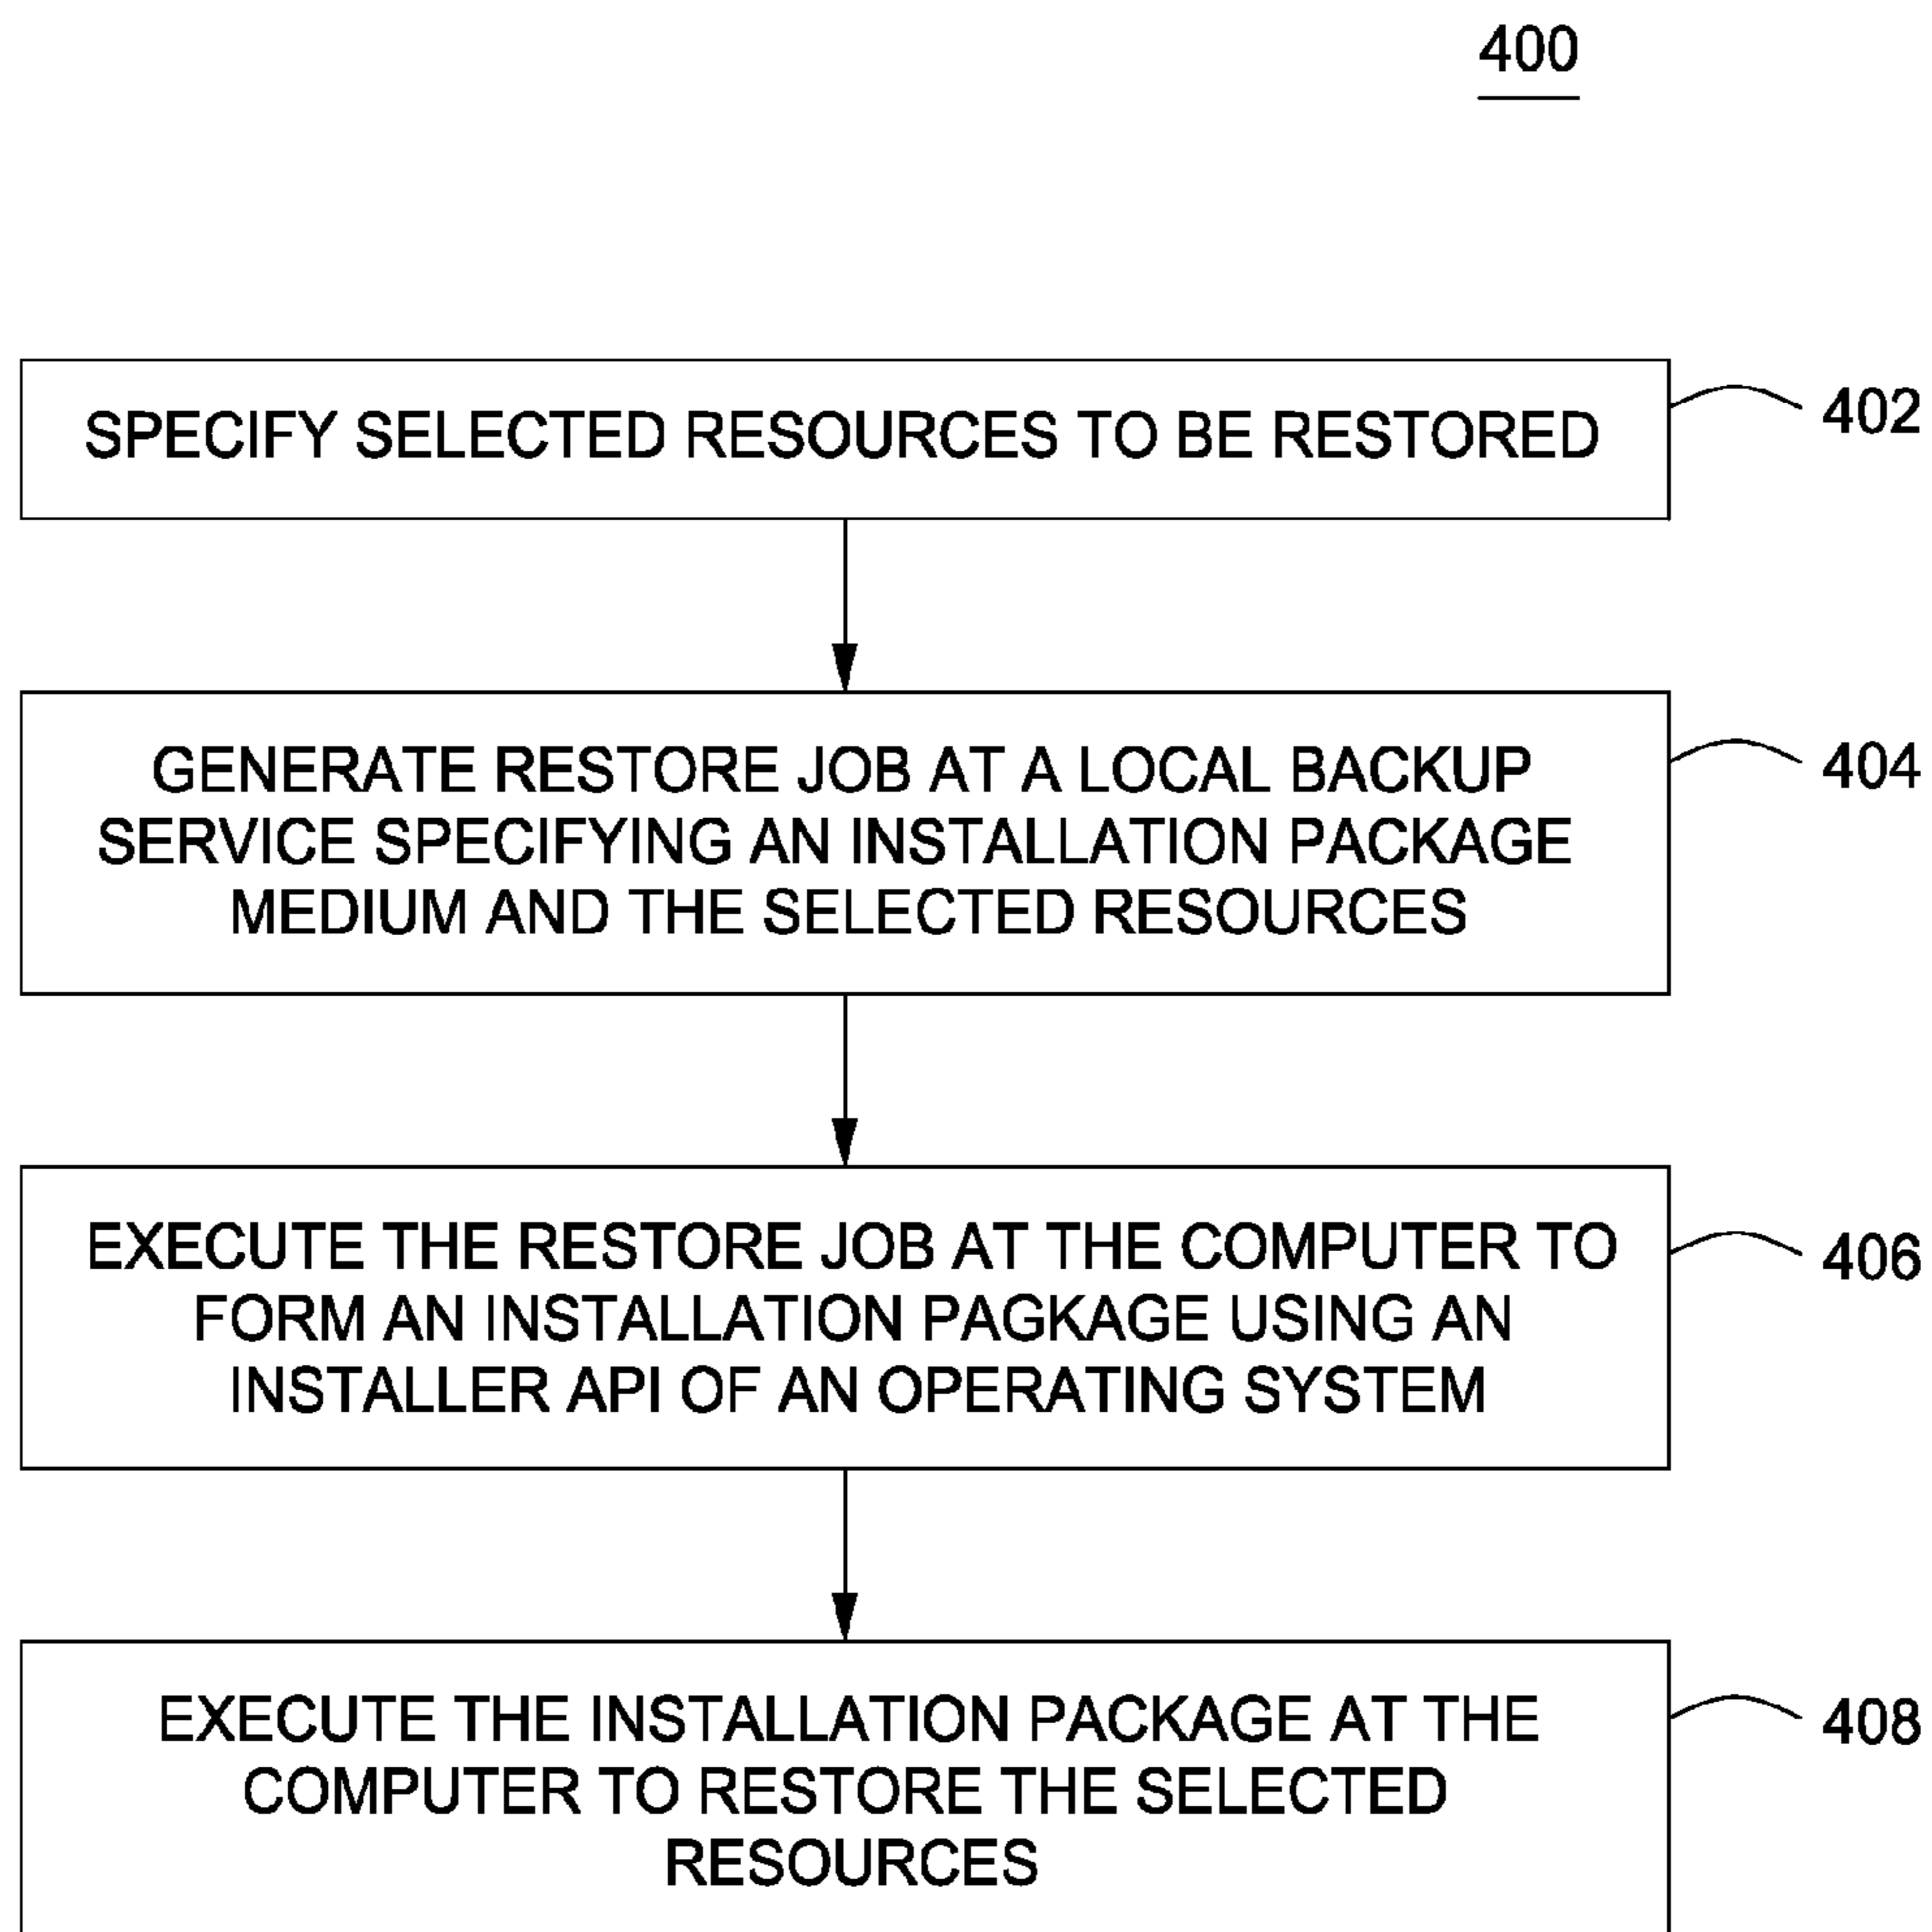 400
SPECIFY SELECTED RESOURCES TO BE RESTORED
402
GENERATE RESTORE JOB AT A LOCAL BACKUP
SERVICE SPECIFYING AN INSTALLATION PACKAGE
MEDIUM AND THE SELECTED RESOURCES
404
EXECUTE THE RESTORE JOB AT THE COMPUTER TO
FORM AN INSTALLATION PAGKAGE USING AN
INSTALLER API OF AN OPERATING SYSTEM
406
EXECUTE THE INSTALLATION PACKAGE AT THE
COMPUTER TO RESTORE THE SELECTED
RESOURCES
408